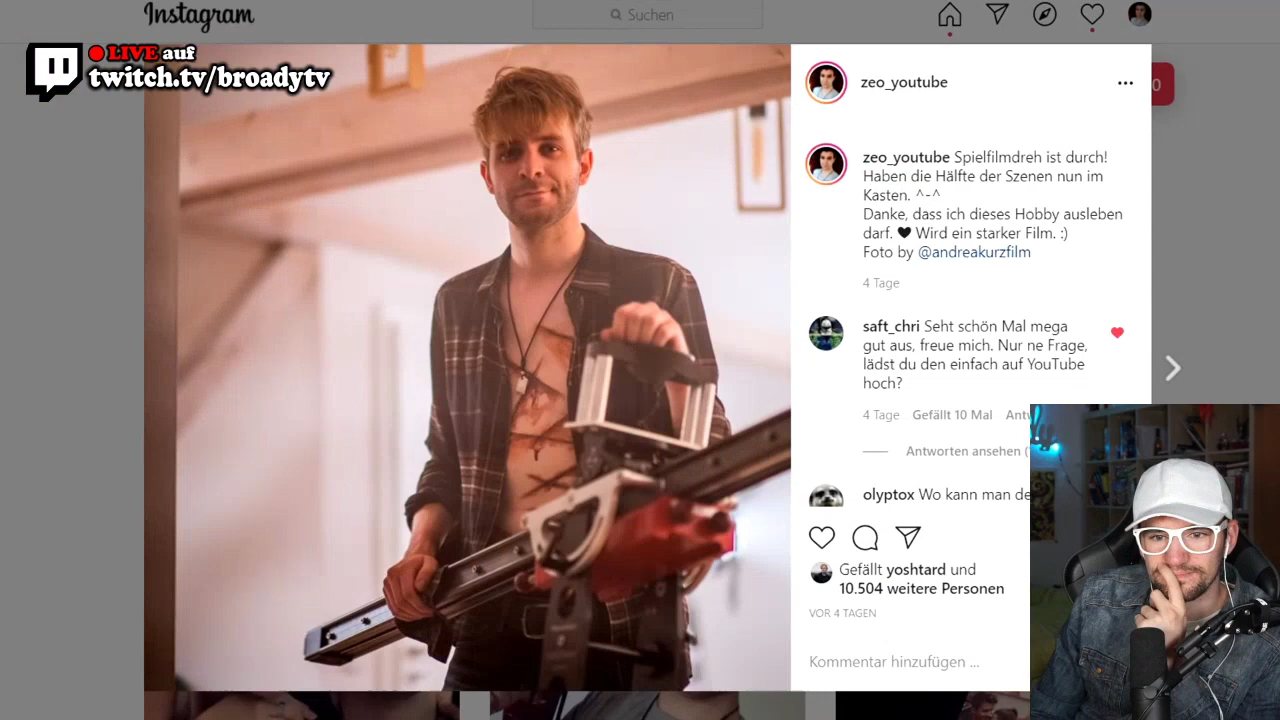 Instagram
Suchen
LIVE auf
twitch.tv/broadytv
zeo_youtube
0
zeo_youtube Spielfilmdreh ist durch!
Haben die Hälfte der Szenen nun im
Kasten. ^-^
Danke, dass ich dieses Hobby ausleben
darf. ♥ Wird ein starker Film. :)
Foto by @andreakurzfilm
4 Tage
saft_chri Seht schön Mal mega
gut aus, freue mich. Nur ne Frage,
lädst du den einfach auf YouTube
hoch?
4 Tage Gefällt 10 Mal Antw
Antworten ansehen (
olyptox Wo kann man de
Gefällt yoshtard und
10.504 weitere Personen
VOR 4 TAGEN
Kommentar hinzufügen ...